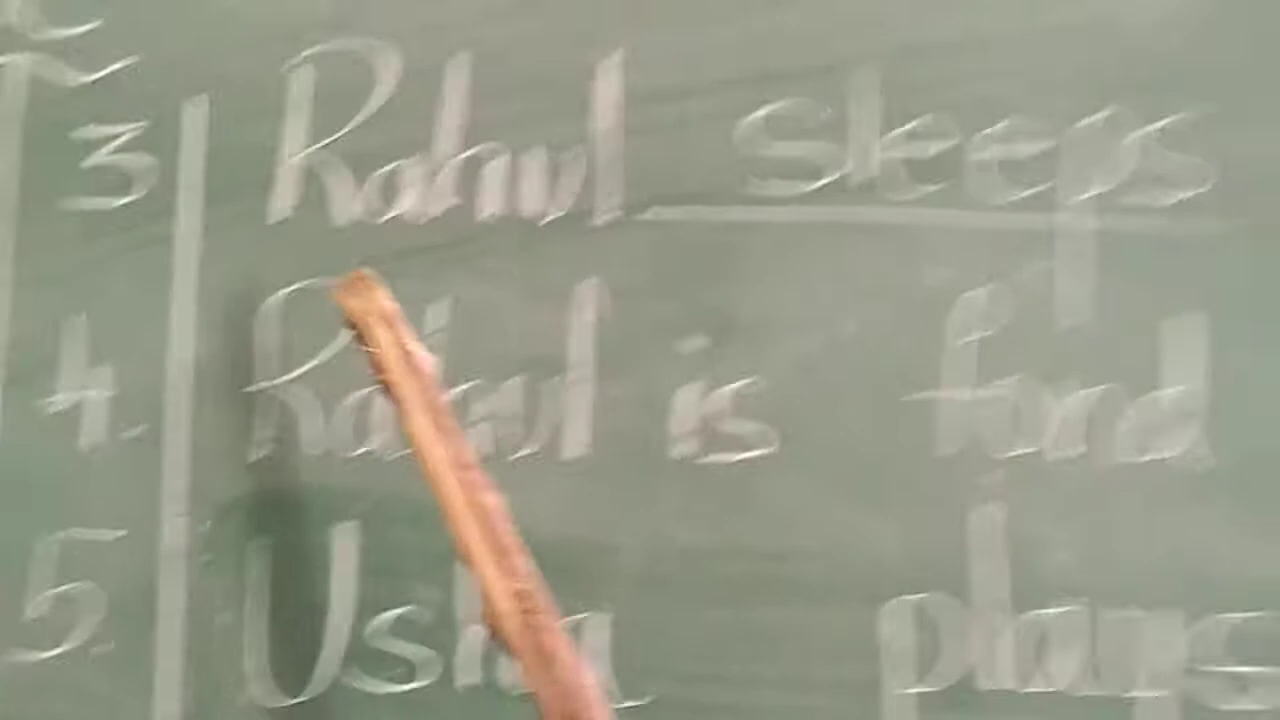 3 Rahul sleeps
4. Rahul is fond
5. Usha plays